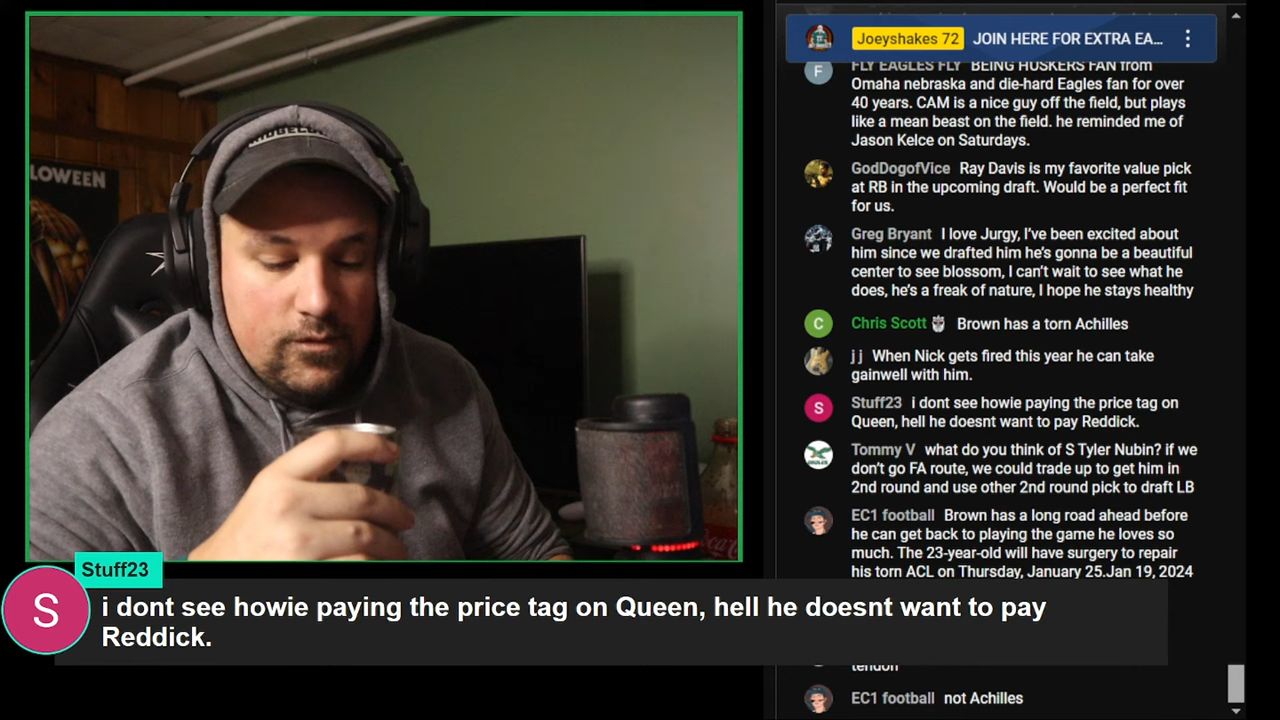 Joeyshakes 72 JOIN HERE FOR EXTRA EA...
FLY EAGLES FLY BEING HUSKERS FAN from
Omaha nebraska and die-hard Eagles fan for over
40 years. CAM is a nice guy off the field, but plays
like a mean beast on the field. he reminded me of
Jason Kelce on Saturdays.
GodDogofVice Ray Davis is my favorite value pick
at RB in the upcoming draft. Would be a perfect fit
for us.
Greg Bryant I love Jurgy, I've been excited about
him since we drafted him he's gonna be a beautiful
center to see blossom, I can't wait to see what he
does, he's a freak of nature, I hope he stays healthy
C
Chris Scott Brown has a torn Achilles
j j When Nick gets fired this year he can take
gainwell with him.
S
Stuff23 i dont see howie paying the price tag on
Queen, hell he doesnt want to pay Reddick.
Tommy V what do you think of S Tyler Nubin? if we
don't go FA route, we could trade up to get him in
2nd round and use other 2nd round pick to draft LB
EC1 football Brown has a long road ahead before
he can get back to playing the game he loves so
much. The 23-year-old will have surgery to repair
his torn ACL on Thursday, January 25.Jan 19, 2024
tendon
EC1 football not Achilles
LOWEEN
F
Stuff23
S
i dont see howie paying the price tag on Queen, hell he doesnt want to pay
Reddick.